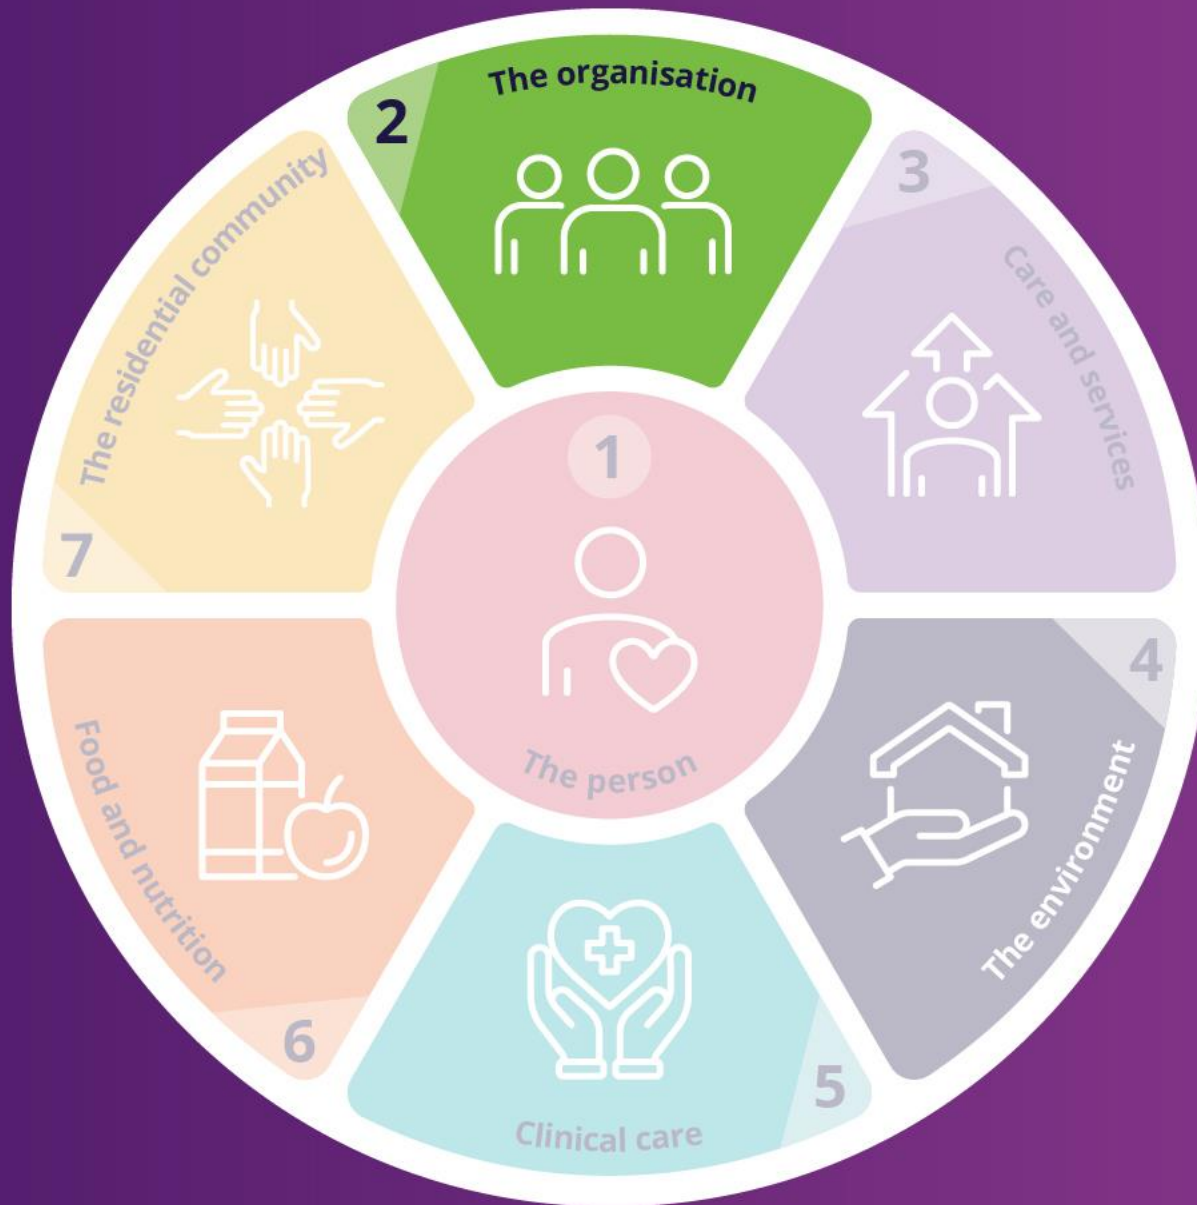 1
The person
2
The organisation
3
Care and services
4
The environment
5
Clinical care
6
Food and nutrition
7
The residential community